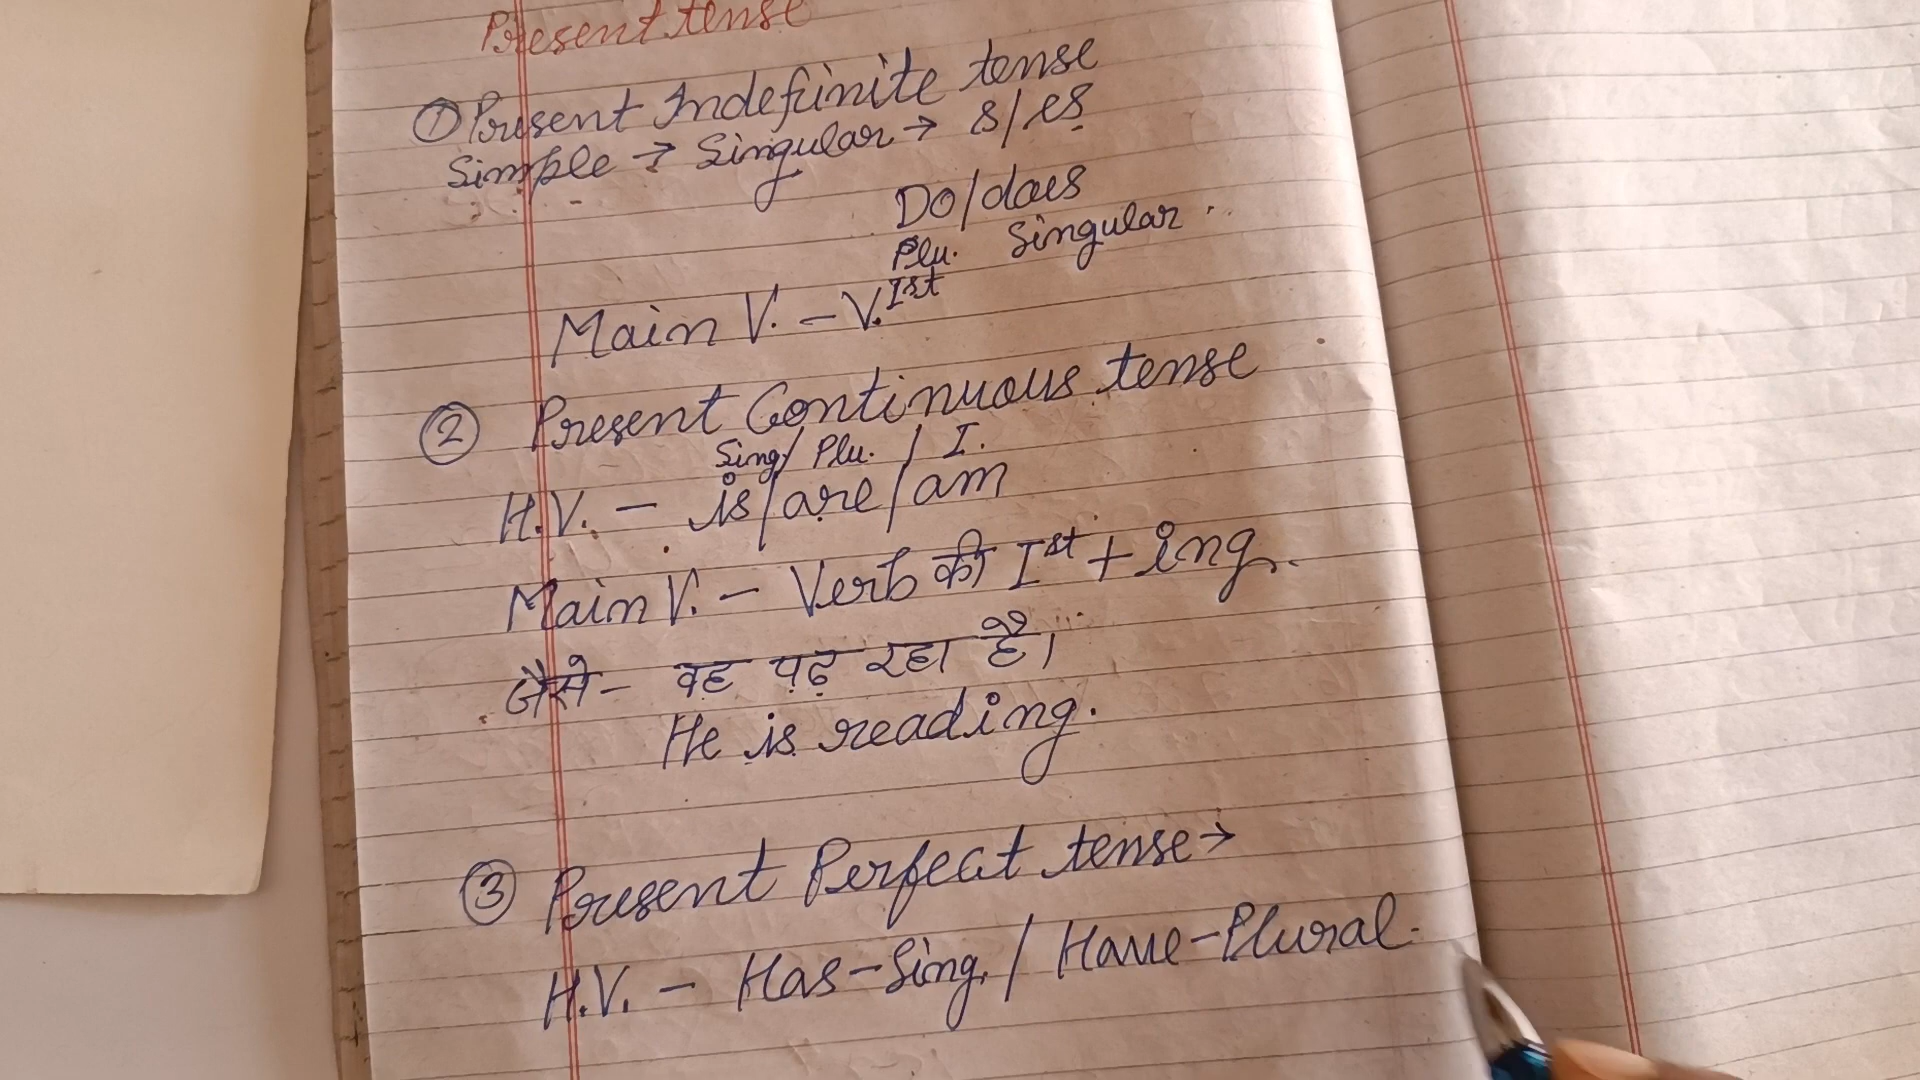 Present tense
① Present Indefinite tense
Simple → Singular → s/es
Do/does
Plu. Singular.
Main V. – V.Ist
② Present Continuous tense
Sing/ Plu. / I.
H.V. – is/are/am
Main V. – Verb की Ist + ing.
जैसे – वह पढ़ रहा है।
He is reading.
③ Present Perfect tense →
H.V. – Has–Sing. / Have–Plural.